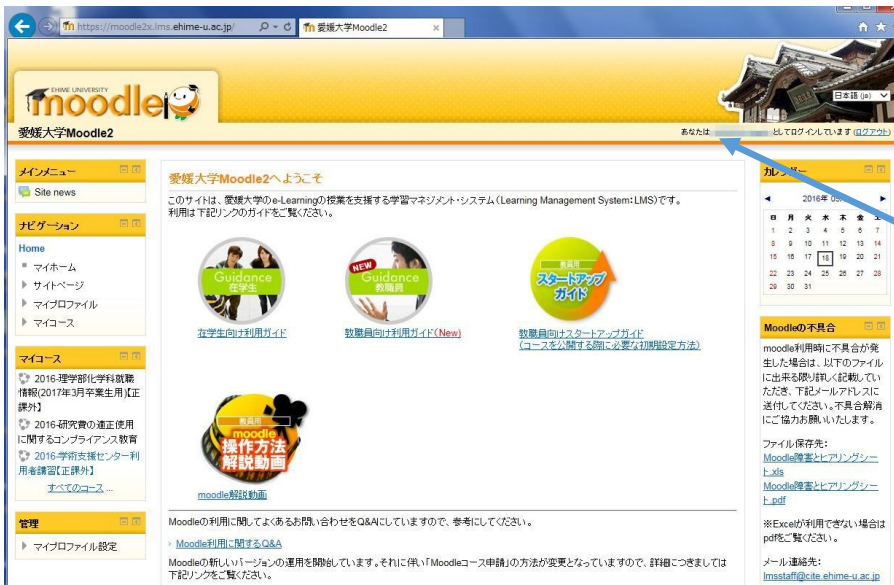 https://moodle2x.lms.ehime-u.ac.jp/
愛媛大学Moodle2
EHIME UNIVERSITY
moodle
日本語 (ja)
愛媛大学Moodle2
あなたは
としてログインしています (ログアウト)
メインメニュー
Site news
ナビゲーション
Home
マイホーム
サイトページ
マイプロファイル
マイコース
マイコース
2016-理学部化学科就職
情報(2017年3月卒業生用)【正
課外】
2016-研究費の適正使用
に関するコンプライアンス教育
2016-学術支援センター利
用者講習【正課外】
すべてのコース ...
管理
マイプロファイル設定
愛媛大学Moodle2へようこそ
このサイトは、愛媛大学のe-Learningの授業を支援する学習マネジメント・システム(Learning Management System:LMS)です。
利用は下記リンクのガイドをご覧ください。
Guidance
在学生
在学生向け利用ガイド
NEW
Guidance
教職員
教職員向け利用ガイド(New)
教員用
スタートアップ
ガイド
教職員向けスタートアップガイド
(コースを公開する際に必要な初期設定方法)
教員用
moodle
操作方法
解説動画
moodle解説動画
Moodleの利用に関してよくあるお問い合わせをQ&Aにしていますので、参考にしてください。
Moodle利用に関するQ&A
Moodleの新しいバージョンの運用を開始しています。それに伴い「Moodleコース申請」の方法が変更となっていますので、詳細につきましては
下記リンクをご覧ください。
2016年
日 月 火 水 木 金 土
1 2 3 4 5 6 7
8 9 10 11 12 13 14
15 16 17 18 19 20 21
22 23 24 25 26 27 28
29 30 31
Moodleの不具合
moodle利用時に不具合が発
生した場合は、以下のファイル
に出来る限り詳しく記載してい
ただき、下記メールアドレスに
送付してください。不具合解消
にご協力お願いいたします。
ファイル保存先:
Moodle障害とヒアリングシー
ト.xls
Moodle障害とヒアリングシー
ト.pdf
※Excelが利用できない場合は
pdfをご覧ください。
メール連絡先:
lmsstaff@cite.ehime-u.ac.jp